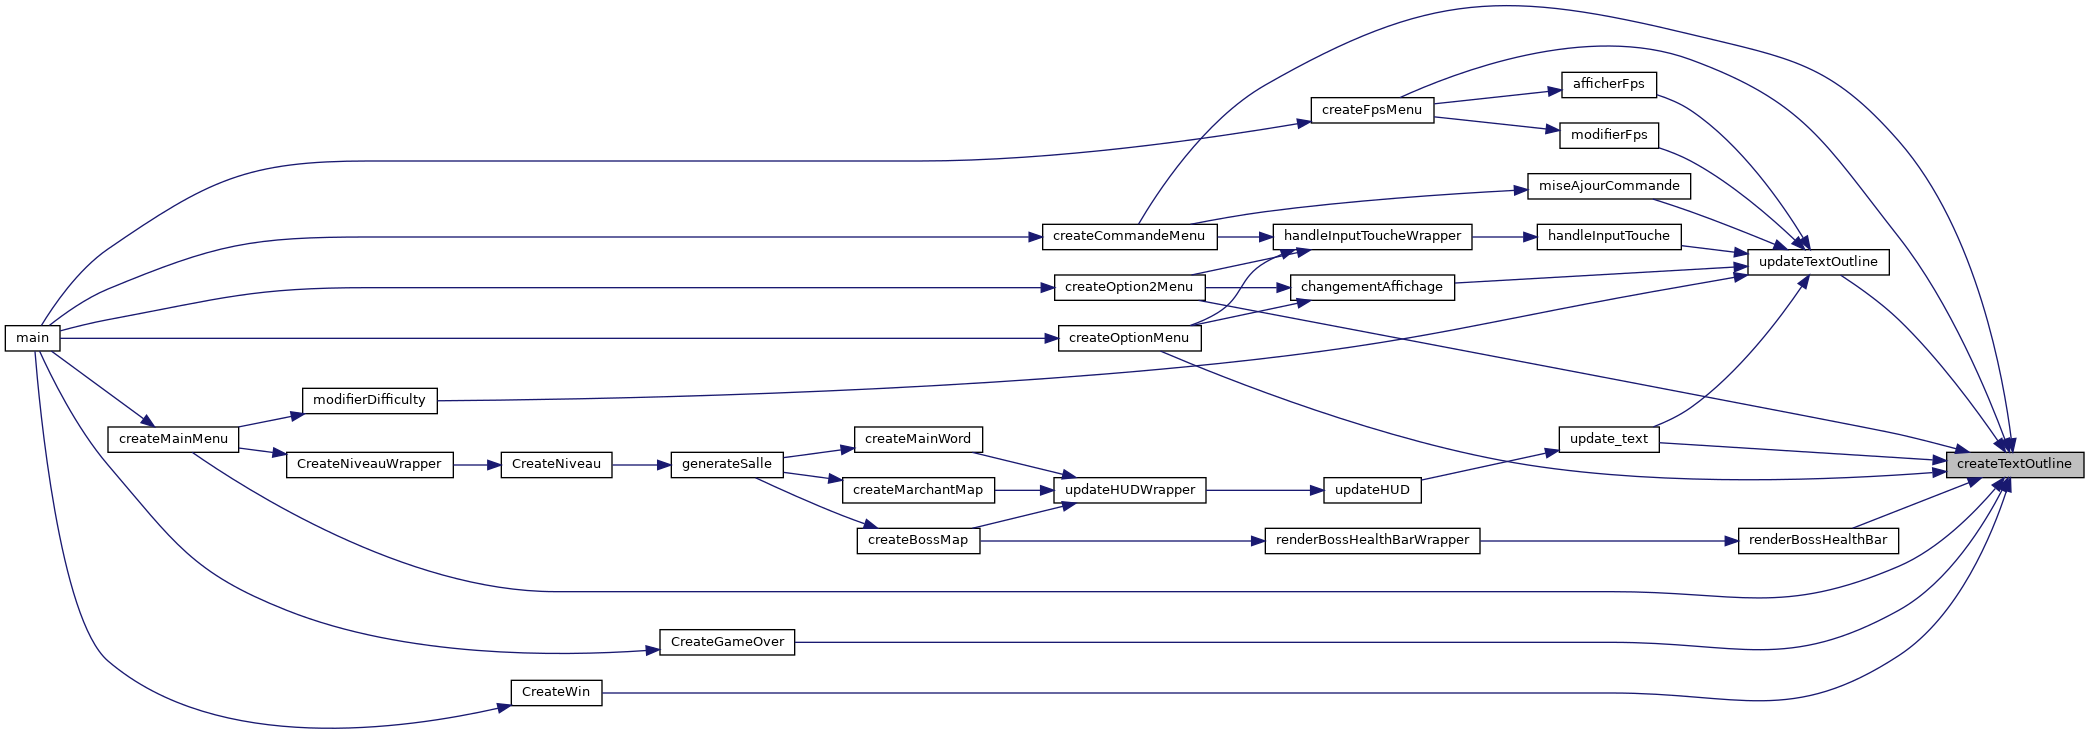 afficherFps
createFpsMenu
modifierFps
miseAjourCommande
createCommandeMenu
handleInputToucheWrapper
handleInputTouche
updateTextOutline
createOption2Menu
changementAffichage
main
createOptionMenu
modifierDifficulty
createMainMenu
createMainWord
update_text
CreateNiveauWrapper
CreateNiveau
generateSalle
createTextOutline
createMarchantMap
updateHUDWrapper
updateHUD
createBossMap
renderBossHealthBarWrapper
renderBossHealthBar
CreateGameOver
CreateWin